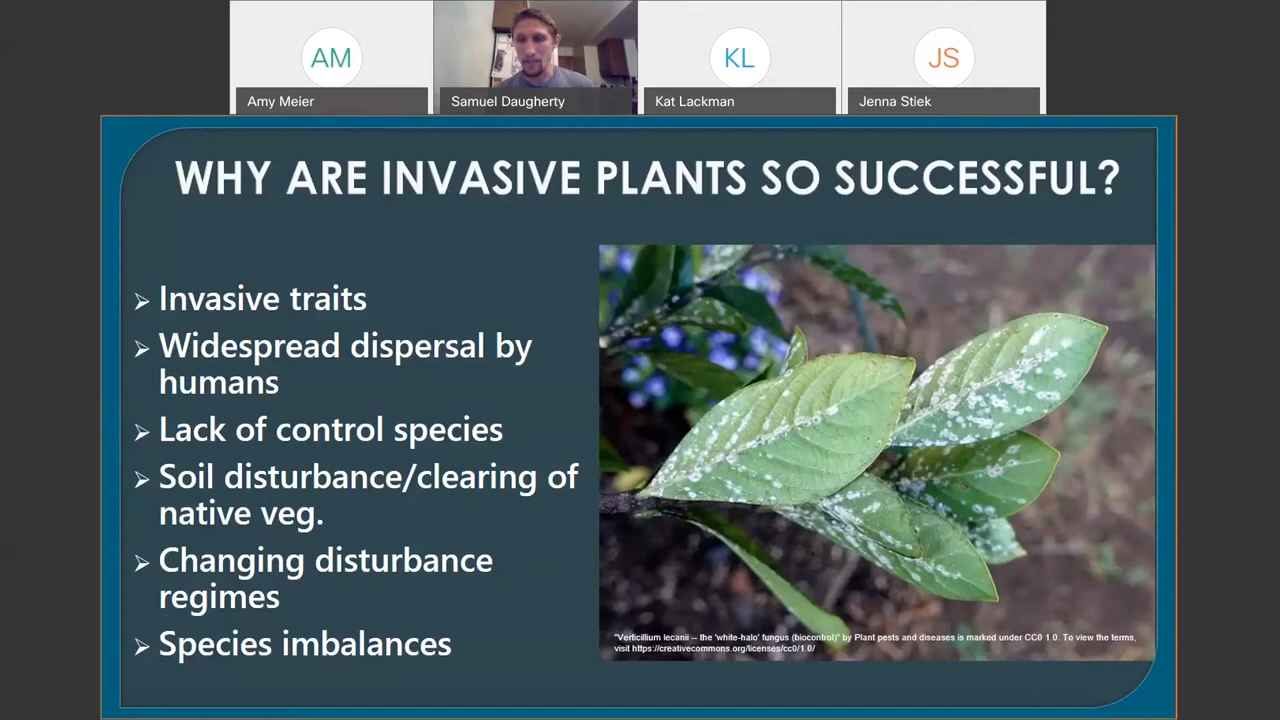 AM
KL
JS
Amy Meier
Samuel Daugherty
Kat Lackman
Jenna Stiek
WHY ARE INVASIVE PLANTS SO SUCCESSFUL?
Invasive traits
Widespread dispersal by
humans
Lack of control species
Soil disturbance/clearing of
native veg.
Changing disturbance
regimes
Species imbalances
"Verticillium lecanii -- the 'white-halo' fungus (biocontrol)" by Plant pests and diseases is marked under CC0 1.0. To view the terms,
visit https://creativecommons.org/licenses/cc0/1.0/